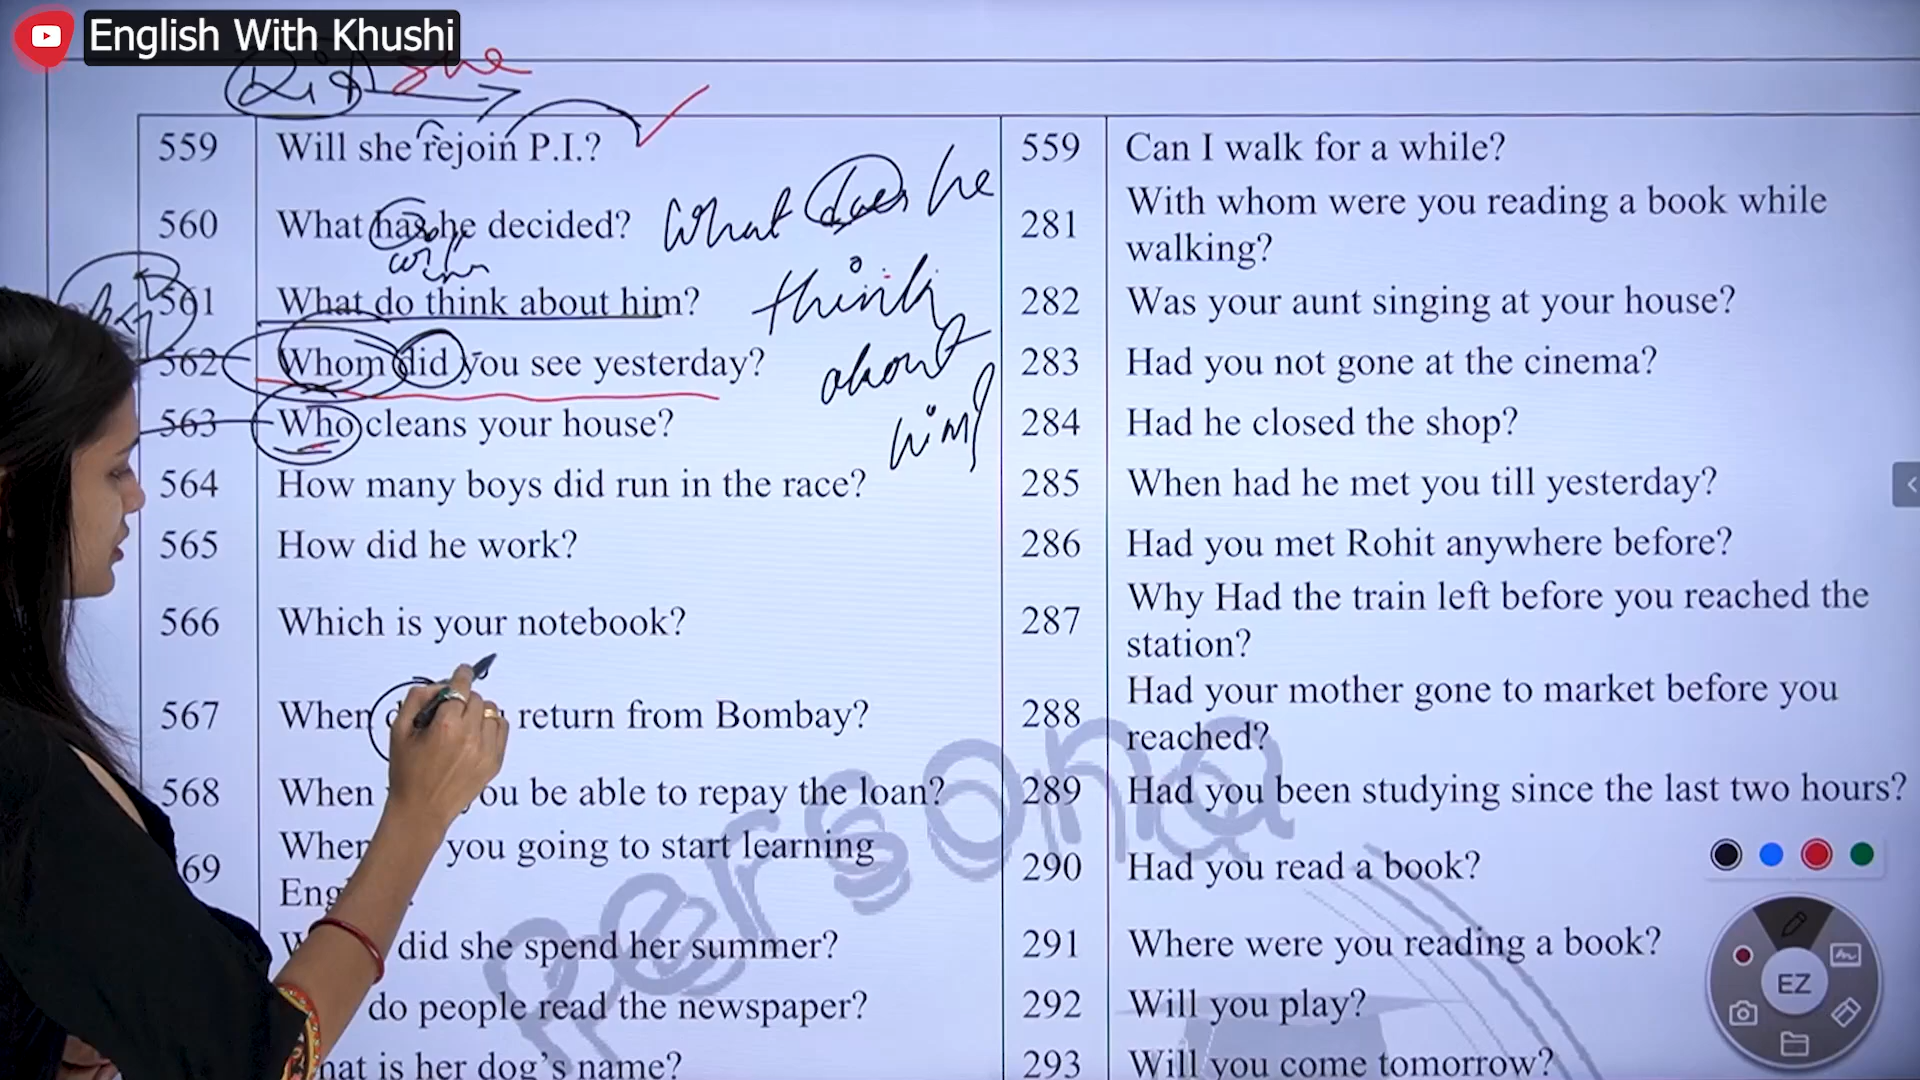 English With Khushi
Did she
559 Will she rejoin P.I.?
560 What has he decided?
will
561 What do think about him?
562 Whom did you see yesterday?
563 Who cleans your house?
564 How many boys did run in the race?
565 How did he work?
566 Which is your notebook?
567 When return from Bombay?
568 When you be able to repay the loan?
69 When you going to start learning
Eng
did she spend her summer?
do people read the newspaper?
hat is her dog's name?
What does he
think
about
him?
559 Can I walk for a while?
281 With whom were you reading a book while
walking?
282 Was your aunt singing at your house?
283 Had you not gone at the cinema?
284 Had he closed the shop?
285 When had he met you till yesterday?
286 Had you met Rohit anywhere before?
287 Why Had the train left before you reached the
station?
288 Had your mother gone to market before you
reached?
289 Had you been studying since the last two hours?
290 Had you read a book?
291 Where were you reading a book?
292 Will you play?
293 Will you come tomorrow?
Persona
EZ